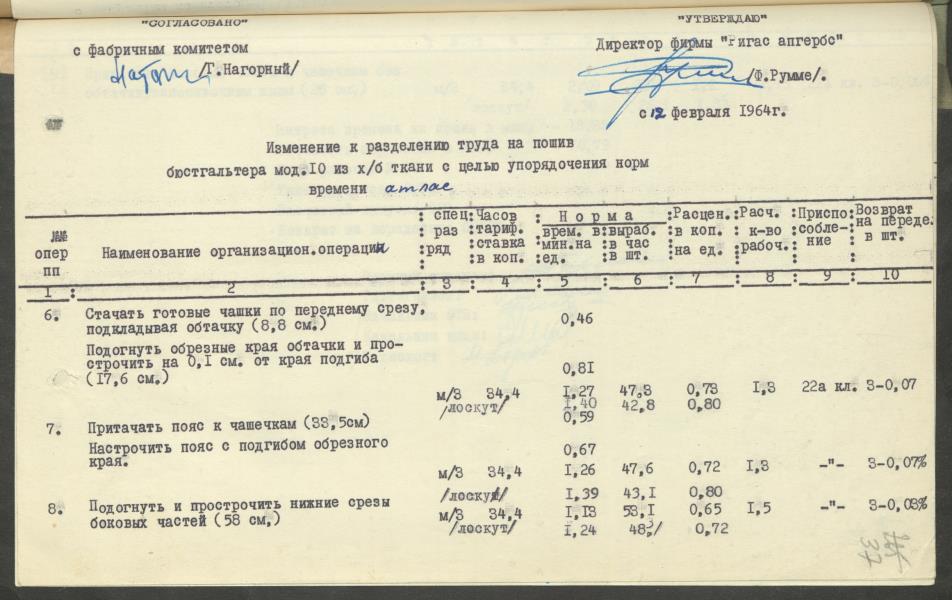 "СОГЛАСОВАНО" "УТВЕРЖДАЮ"
с фабричным комитетом Директор фирмы "Ригас апгербс"
/Г.Нагорный/ /Ф.Румме/.
с 12 февраля 1964г.
Изменение к разделению труда на пошив
бюстгальтера мод.10 из х/б ткани с целью упорядочения норм
времени атлас
№№ опер пп : Наименование организацион.операции : спец раз ряд : Часов тариф. ставка в коп. : Норма врем. в мин.на ед. : выраб. в час в шт. : Расцен. в коп. на ед. : Расч. к-во рабоч. : Приспо собле- ние : Возврат на переде. в шт.
1 : 2 : 3 : 4 : 5 : 6 : 7 : 8 : 9 : 10
6. Стачать готовые чашки по переднему срезу,
подкладывая обтачку (8,8 см.) 0,46
Подогнуть обрезные края обтачки и про-
строчить на 0,1 см. от края подгиба 0,81
(17,6 см.) м/3 34,4 1,27 47,3 0,73 1,3 22а кл. 3-0,07
/лоскут/ 1,40 42,8 0,80
7. Притачать пояс к чашечкам (33,5см) 0,59
Настрочить пояс с подгибом обрезного 0,67
края. м/3 34,4 1,26 47,6 0,72 1,3 -"- 3-0,07%
/лоскут/ 1,39 43,1 0,80
8. Подогнуть и прострочить нижние срезы м/3 34,4 1,13 53,1 0,65 1,5 -"- 3-0,03%
боковых частей (58 см.) /лоскут/ 1,24 0,72
37